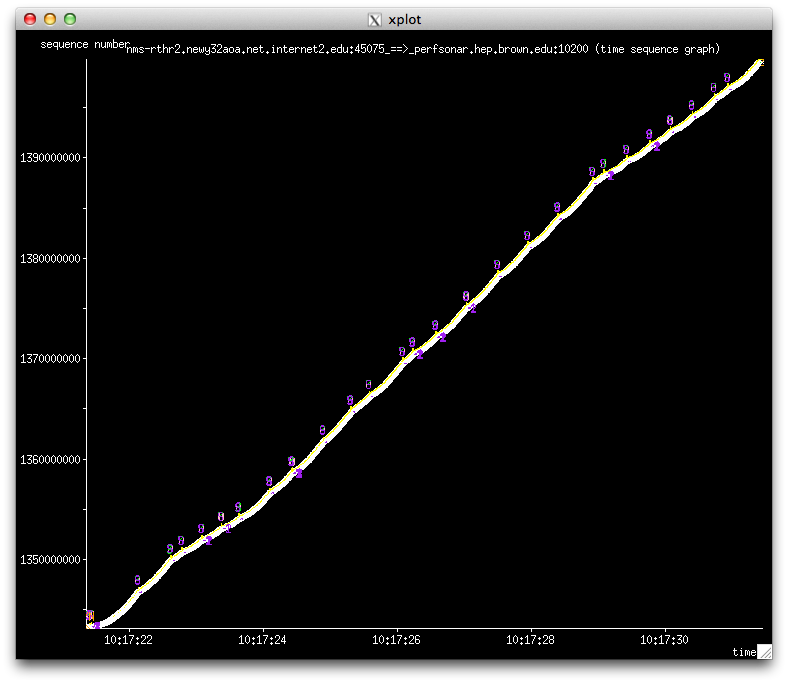 xplot
sequence number
nms-rthr2.newy32aoa.net.internet2.edu:45075_==>_perfsonar.hep.brown.edu:10200 (time sequence graph)
1390000000
1380000000
1370000000
1360000000
1350000000
10:17:22 10:17:24 10:17:26 10:17:28 10:17:30
time